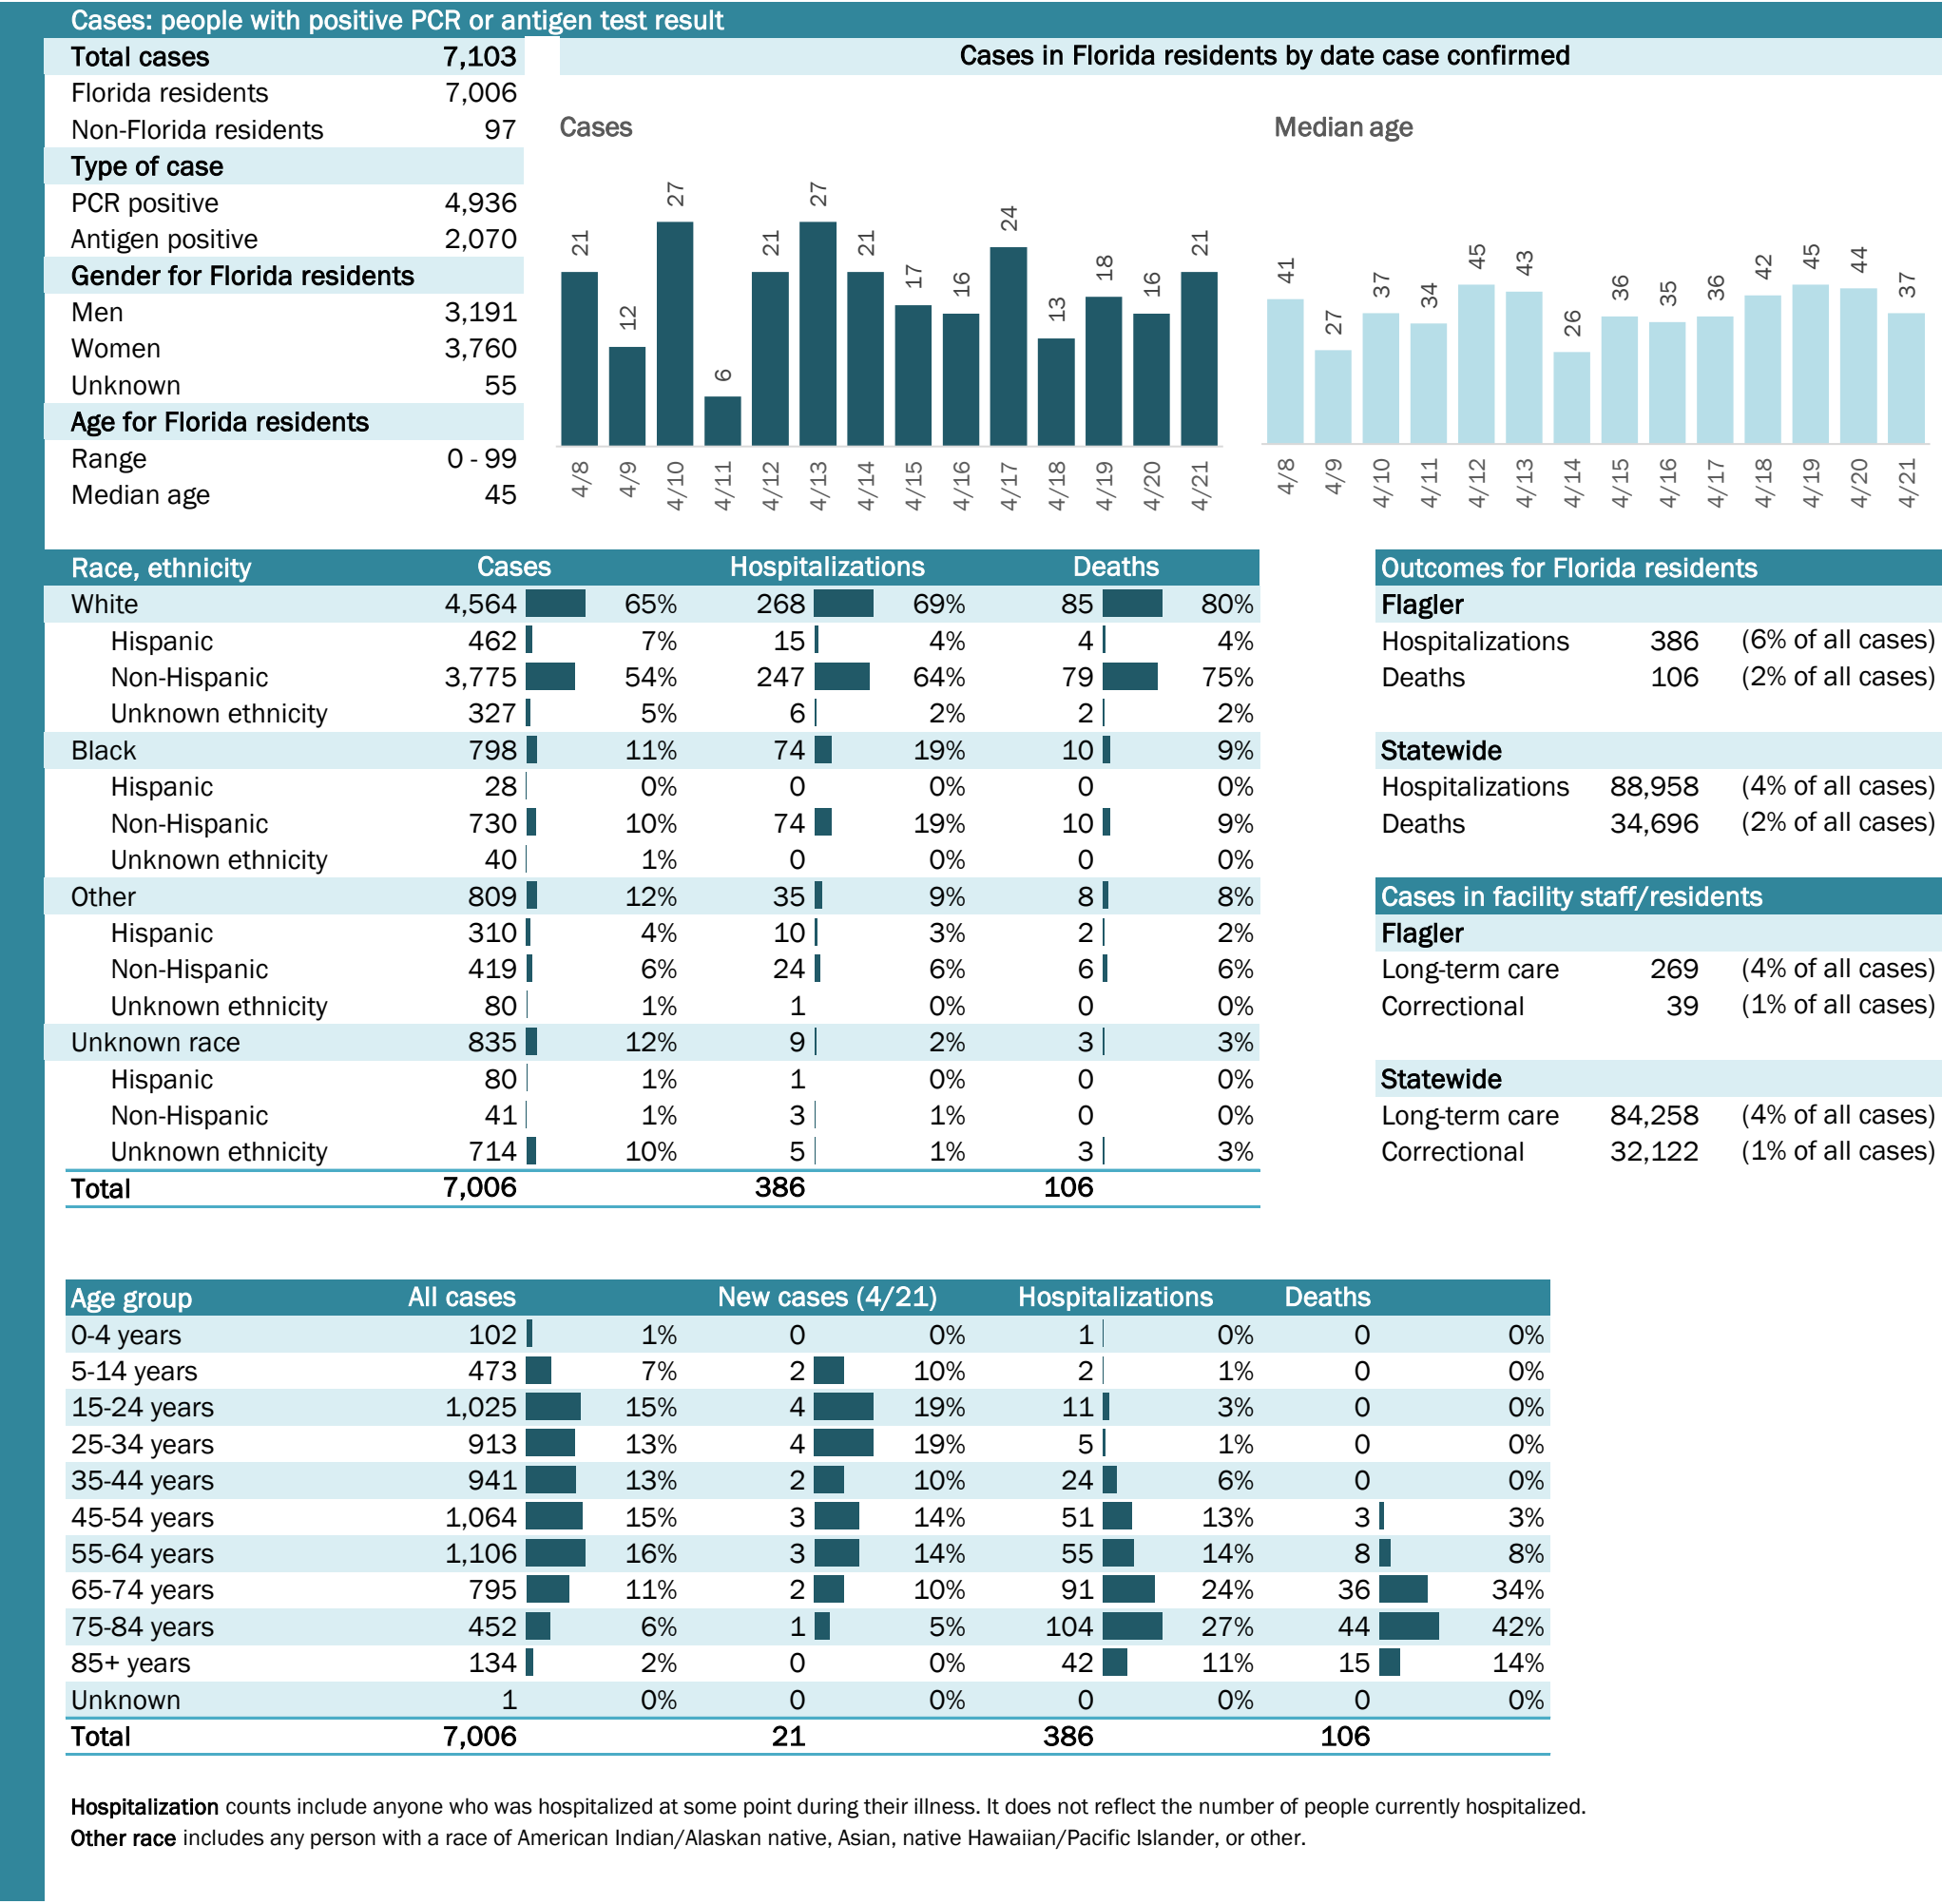 Cases: people with positive PCR or antigen test result
Total cases 7,103
Florida residents 7,006
Non-Florida residents 97
Type of case
PCR positive 4,936
Antigen positive 2,070
Gender for Florida residents
Men 3,191
Women 3,760
Unknown 55
Age for Florida residents
Range 0 - 99
Median age 45
Cases in Florida residents by date case confirmed
Cases
21 12 27 6 21 27 21 17 16 24 13 18 16 21
4/8 4/9 4/10 4/11 4/12 4/13 4/14 4/15 4/16 4/17 4/18 4/19 4/20 4/21
Median age
41 27 37 34 45 43 26 36 35 36 42 45 44 37
4/8 4/9 4/10 4/11 4/12 4/13 4/14 4/15 4/16 4/17 4/18 4/19 4/20 4/21
Race, ethnicity Cases Hospitalizations Deaths
White 4,564 65% 268 69% 85 80%
Hispanic 462 7% 15 4% 4 4%
Non-Hispanic 3,775 54% 247 64% 79 75%
Unknown ethnicity 327 5% 6 2% 2 2%
Black 798 11% 74 19% 10 9%
Hispanic 28 0% 0 0% 0 0%
Non-Hispanic 730 10% 74 19% 10 9%
Unknown ethnicity 40 1% 0 0% 0 0%
Other 809 12% 35 9% 8 8%
Hispanic 310 4% 10 3% 2 2%
Non-Hispanic 419 6% 24 6% 6 6%
Unknown ethnicity 80 1% 1 0% 0 0%
Unknown race 835 12% 9 2% 3 3%
Hispanic 80 1% 1 0% 0 0%
Non-Hispanic 41 1% 3 1% 0 0%
Unknown ethnicity 714 10% 5 1% 3 3%
Total 7,006 386 106
Outcomes for Florida residents
Flagler
Hospitalizations 386 (6% of all cases)
Deaths 106 (2% of all cases)
Statewide
Hospitalizations 88,958 (4% of all cases)
Deaths 34,696 (2% of all cases)
Cases in facility staff/residents
Flagler
Long-term care 269 (4% of all cases)
Correctional 39 (1% of all cases)
Statewide
Long-term care 84,258 (4% of all cases)
Correctional 32,122 (1% of all cases)
Age group All cases New cases (4/21) Hospitalizations Deaths
0-4 years 102 1% 0 0% 1 0% 0 0%
5-14 years 473 7% 2 10% 2 1% 0 0%
15-24 years 1,025 15% 4 19% 11 3% 0 0%
25-34 years 913 13% 4 19% 5 1% 0 0%
35-44 years 941 13% 2 10% 24 6% 0 0%
45-54 years 1,064 15% 3 14% 51 13% 3 3%
55-64 years 1,106 16% 3 14% 55 14% 8 8%
65-74 years 795 11% 2 10% 91 24% 36 34%
75-84 years 452 6% 1 5% 104 27% 44 42%
85+ years 134 2% 0 0% 42 11% 15 14%
Unknown 1 0% 0 0% 0 0% 0 0%
Total 7,006 21 386 106
Hospitalization counts include anyone who was hospitalized at some point during their illness. It does not reflect the number of people currently hospitalized.
Other race includes any person with a race of American Indian/Alaskan native, Asian, native Hawaiian/Pacific Islander, or other.